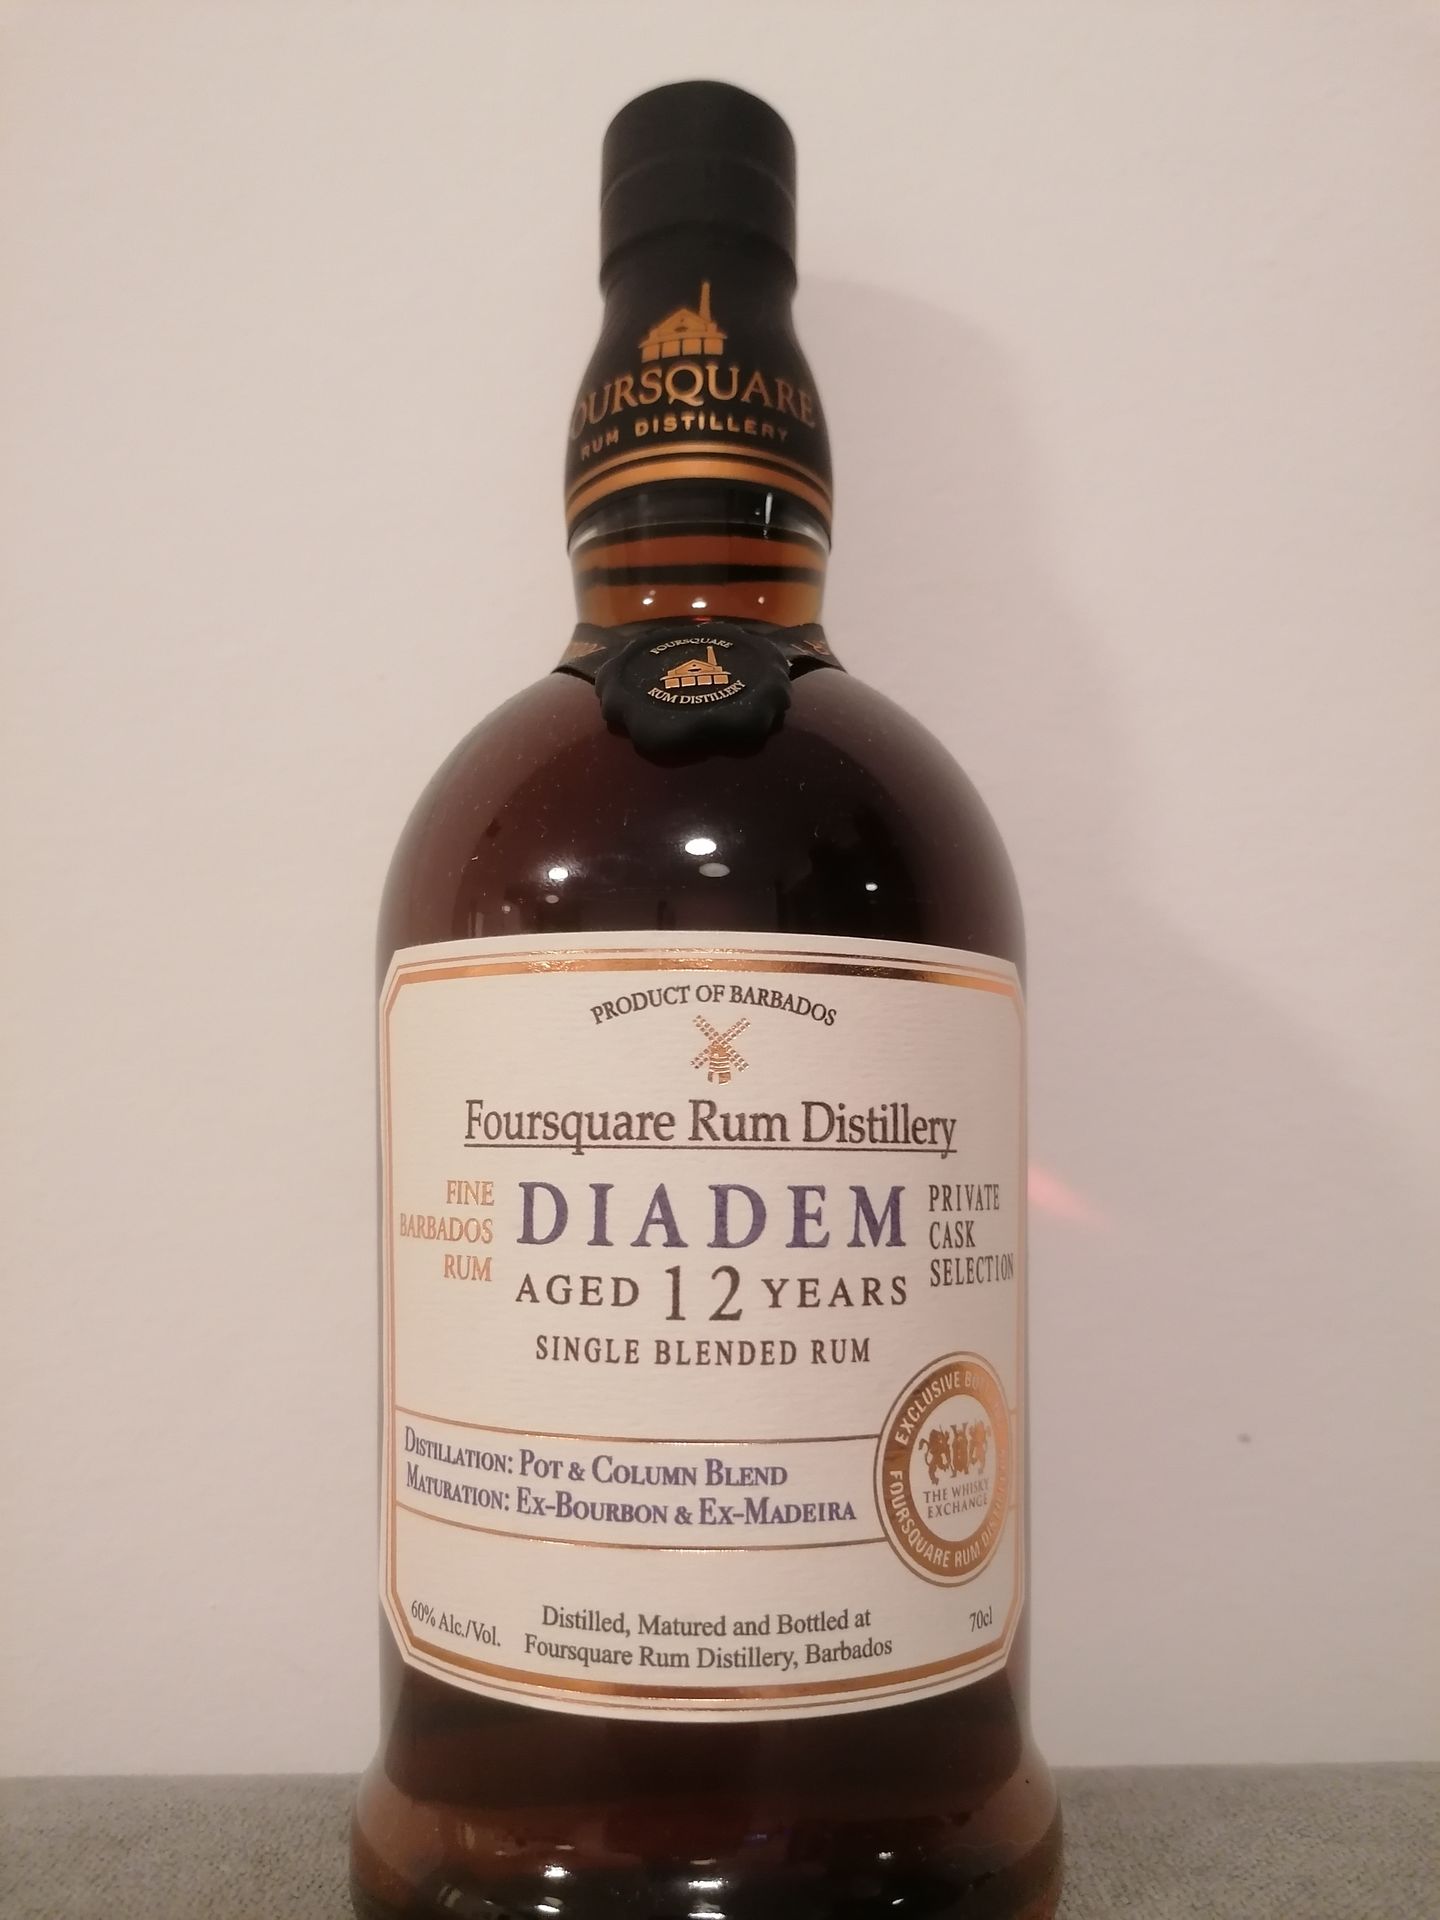 OURSQUARE
RUM DISTILLERY
FOURSQUARE
RUM DISTILLERY
PRODUCT OF BARBADOS
Foursquare Rum Distillery
FINE
BARBADOS
RUM
DIADEM
PRIVATE
CASK
SELECTION
AGED 12 YEARS
SINGLE BLENDED RUM
DISTILLATION: POT & COLUMN BLEND
MATURATION: EX-BOURBON & EX-MADEIRA
EXCLUSIVE
THE WHISKY
EXCHANGE
FOURSQUARE RUM
60% Alc./Vol.
Distilled, Matured and Bottled at
Foursquare Rum Distillery, Barbados
70cl